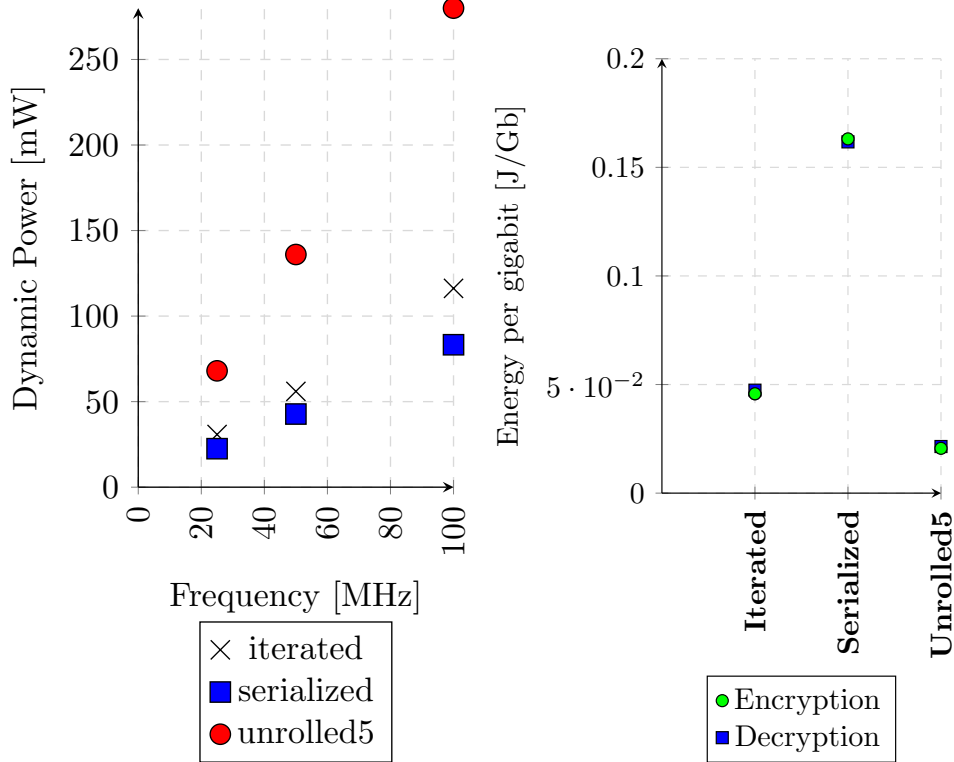 Dynamic Power [mW]
250
200
150
100
50
0
0 20 40 60 80 100
Frequency [MHz]
iterated
serialized
unrolled5
Energy per gigabit [J/Gb]
0.2
0.15
0.1
5 · 10⁻²
0
Iterated
Serialized
Unrolled5
Encryption
Decryption